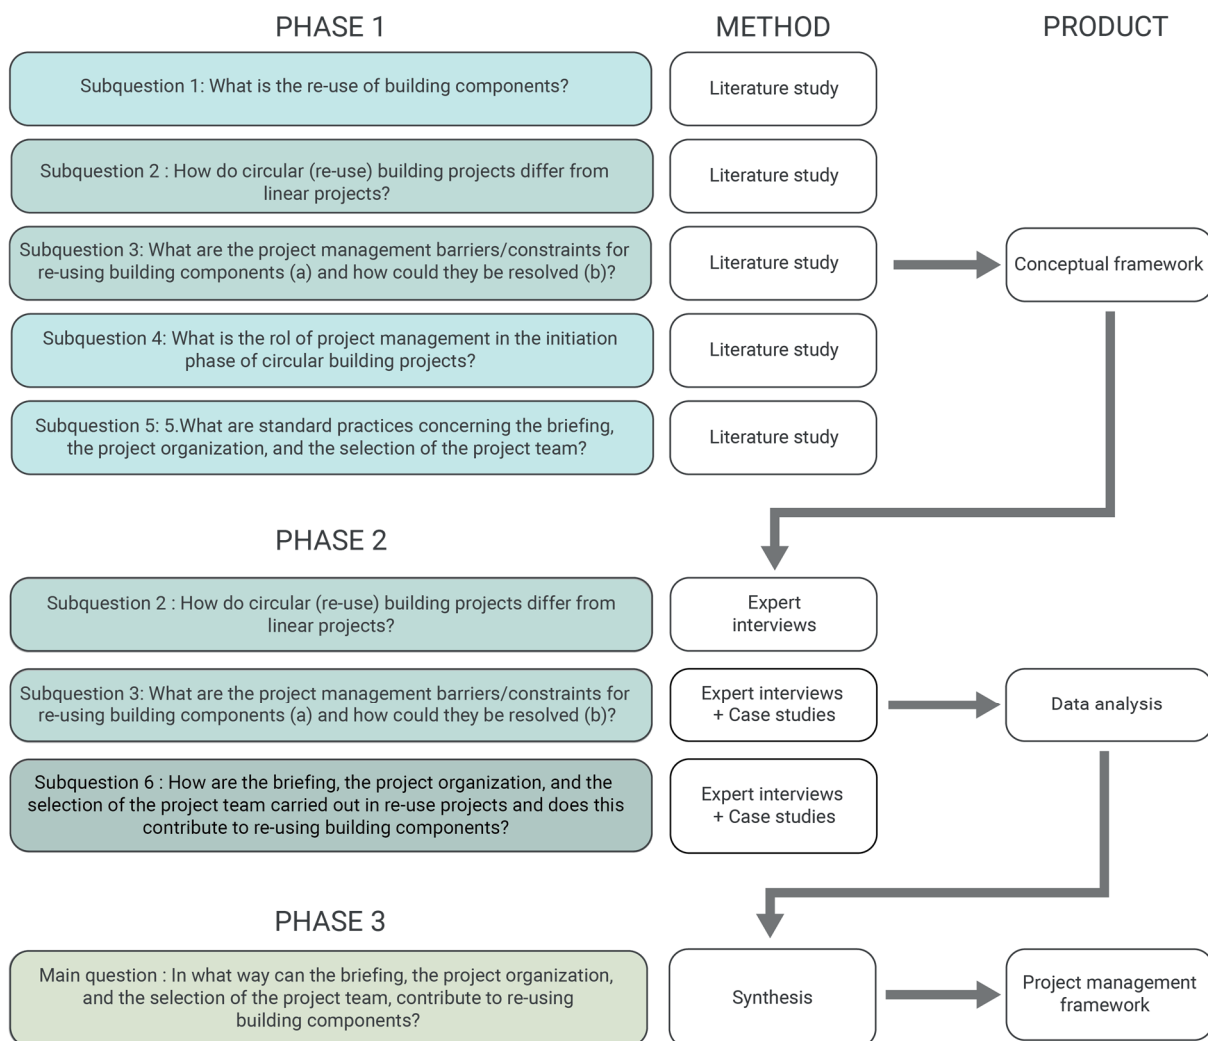 PHASE 1
METHOD
PRODUCT
Subquestion 1: What is the re-use of building components?
Literature study
Subquestion 2 : How do circular (re-use) building projects differ from
linear projects?
Literature study
Subquestion 3: What are the project management barriers/constraints for
re-using building components (a) and how could they be resolved (b)?
Literature study
Conceptual framework
Subquestion 4: What is the rol of project management in the initiation
phase of circular building projects?
Literature study
Subquestion 5: 5.What are standard practices concerning the briefing,
the project organization, and the selection of the project team?
Literature study
PHASE 2
Subquestion 2 : How do circular (re-use) building projects differ from
linear projects?
Expert
interviews
Subquestion 3: What are the project management barriers/constraints for
re-using building components (a) and how could they be resolved (b)?
Expert interviews
+ Case studies
Data analysis
Subquestion 6 : How are the briefing, the project organization, and the
selection of the project team carried out in re-use projects and does this
contribute to re-using building components?
Expert interviews
+ Case studies
PHASE 3
Main question : In what way can the briefing, the project organization,
and the selection of the project team, contribute to re-using
building components?
Synthesis
Project management
framework